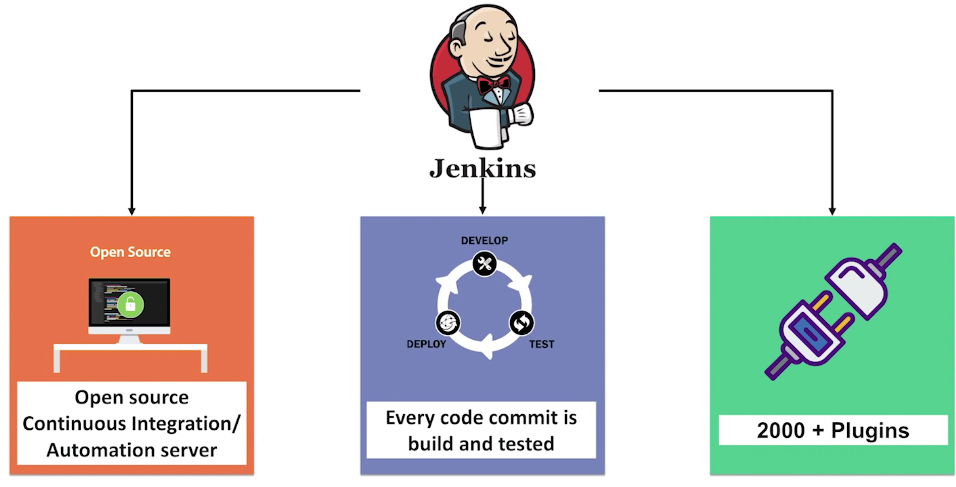 Jenkins
Open Source
Open source
Continuous Integration/
Automation server
DEVELOP
DEPLOY
TEST
Every code commit is
build and tested
2000 + Plugins